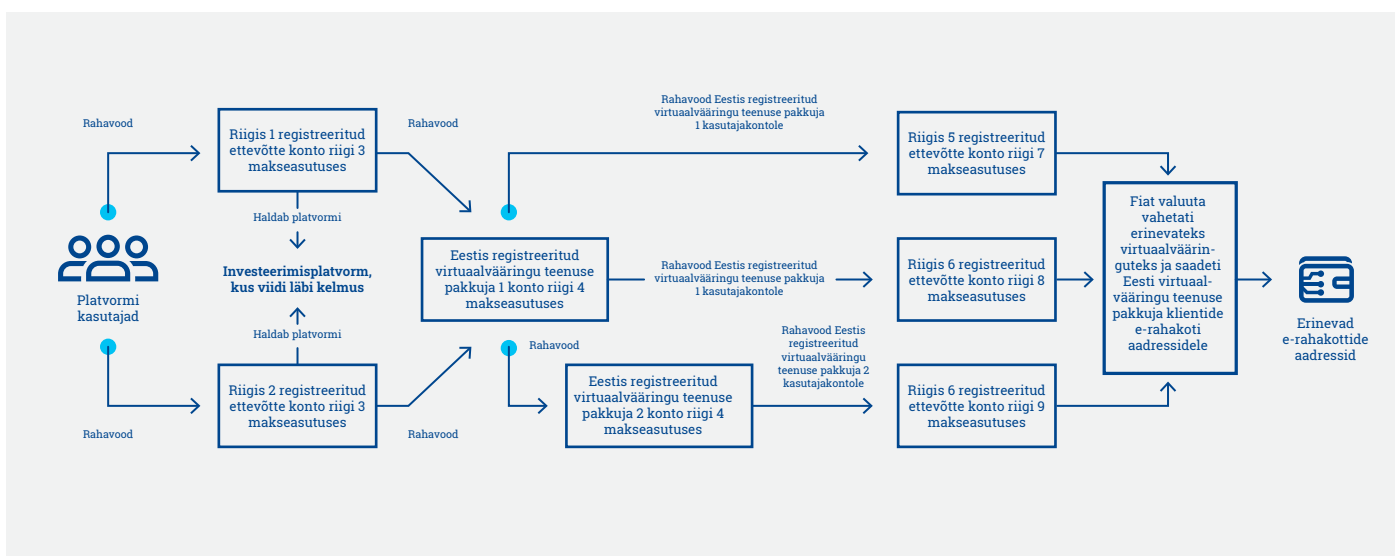 Rahavood
Riigis 1 registreeritud
ettevõtte konto riigi 3
makseasutuses
Rahavood
Haldab platvormi
Investeerimisplatvorm,
kus viidi läbi kelmus
Haldab platvormi
Platvormi
kasutajad
Rahavood
Riigis 2 registreeritud
ettevõtte konto riigi 3
makseasutuses
Rahavood
Eestis registreeritud
virtuaalvääringu teenuse
pakkuja 1 konto riigi 4
makseasutuses
Rahavood Eestis registreeritud
virtuaalvääringu teenuse pakkuja
1 kasutajakontole
Rahavood Eestis registreeritud
virtuaalvääringu teenuse pakkuja
1 kasutajakontole
Rahavood
Eestis registreeritud
virtuaalvääringu teenuse
pakkuja 2 konto riigi 4
makseasutuses
Rahavood Eestis
registreeritud
virtuaalvääringu
teenuse pakkuja 2
kasutajakontole
Riigis 5 registreeritud
ettevõtte konto riigi 7
makseasutuses
Riigis 6 registreeritud
ettevõtte konto riigi 8
makseasutuses
Riigis 6 registreeritud
ettevõtte konto riigi 9
makseasutuses
Fiat valuuta
vahetati
erinevateks
virtuaalväärin-
guteks ja saadeti
Eesti virtuaal-
vääringu teenuse
pakkuja klientide
e-rahakoti
aadressidele
Erinevad
e-rahakottide
aadressid